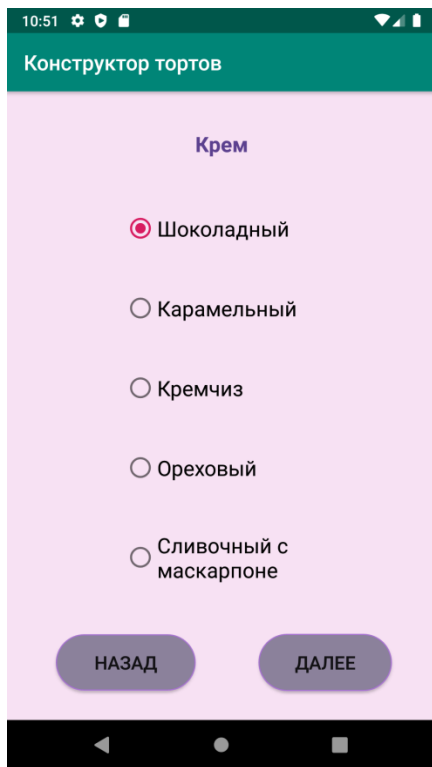 10:51
Конструктор тортов
Крем
Шоколадный
Карамельный
Кремчиз
Ореховый
Сливочный с
маскарпоне
НАЗАД
ДАЛЕЕ